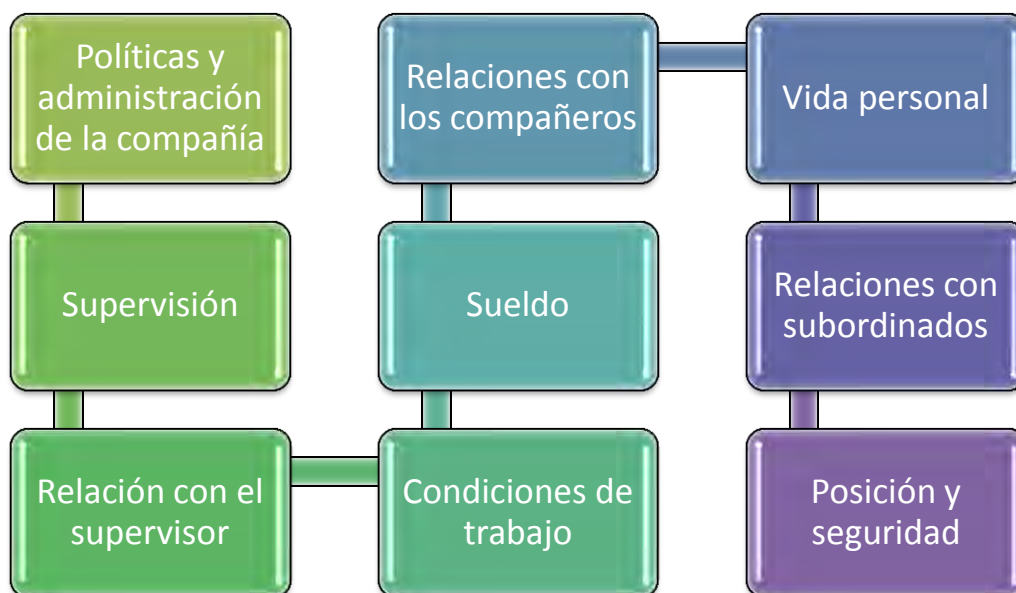 Políticas y
administración
de la compañía
Supervisión
Relación con el
supervisor
Condiciones de
trabajo
Sueldo
Relaciones con
los compañeros
Vida personal
Relaciones con
subordinados
Posición y
seguridad